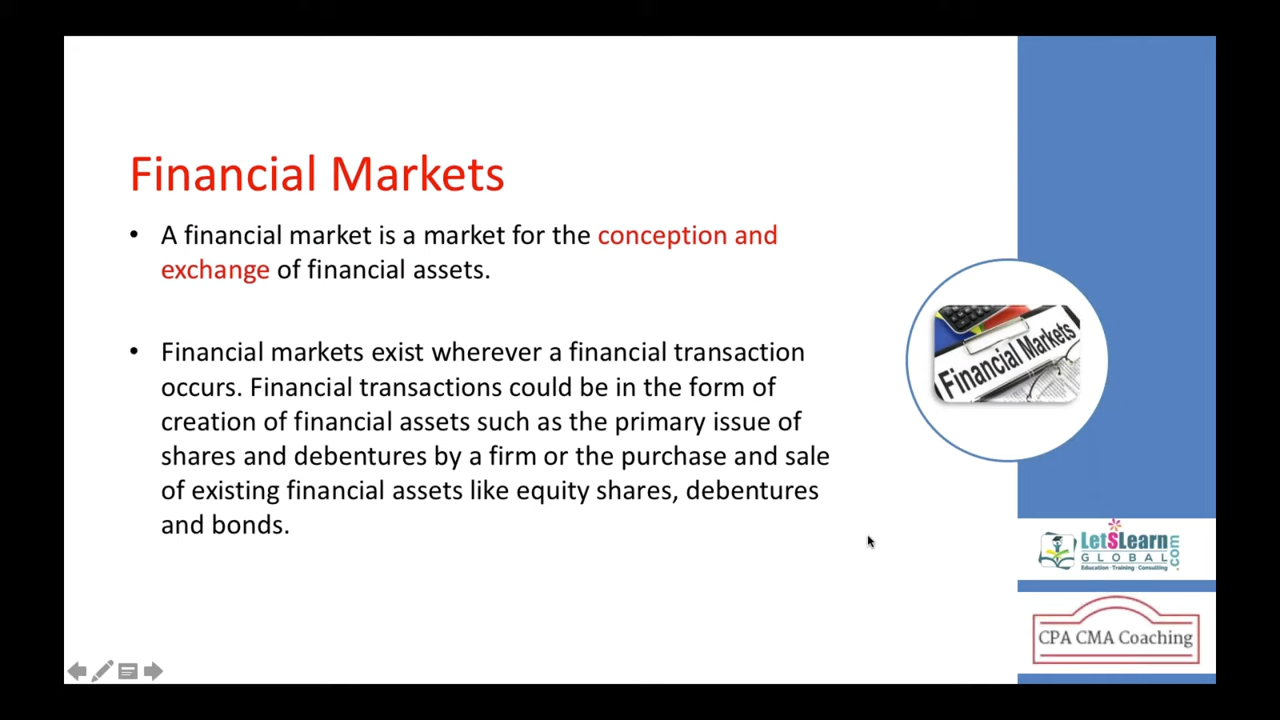 Financial Markets
• A financial market is a market for the conception and
exchange of financial assets.
• Financial markets exist wherever a financial transaction
occurs. Financial transactions could be in the form of
creation of financial assets such as the primary issue of
shares and debentures by a firm or the purchase and sale
of existing financial assets like equity shares, debentures
and bonds.
Financial Markets
LetSLearn
GLOBAL
.com
Education · Training · Consulting
CPA CMA Coaching